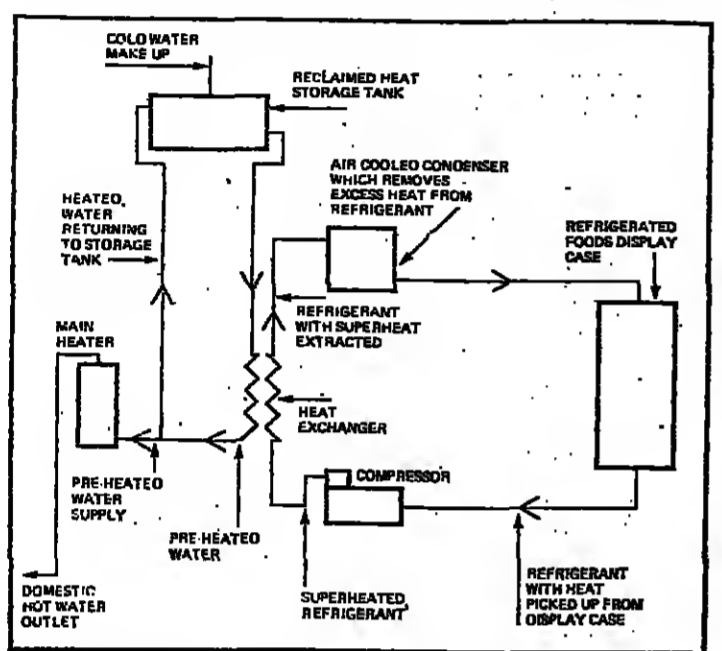 COLD WATER
MAKE UP
RECLAIMED HEAT
STORAGE TANK
AIR COOLED CONDENSER
WHICH REMOVES
EXCESS HEAT FROM
REFRIGERANT
HEATED,
WATER
RETURNING
TO STORAGE
TANK
REFRIGERATED
FOODS DISPLAY
CASE
REFRIGERANT
WITH SUPERHEAT
EXTRACTED
MAIN
HEATER
HEAT
EXCHANGER
COMPRESSOR
PRE-HEATED
WATER
SUPPLY
PRE-HEATED
WATER
DOMESTIC
HOT WATER
OUTLET
SUPERHEATED
REFRIGERANT,
REFRIGERANT
WITH HEAT
PICKED UP FROM
DISPLAY CASE